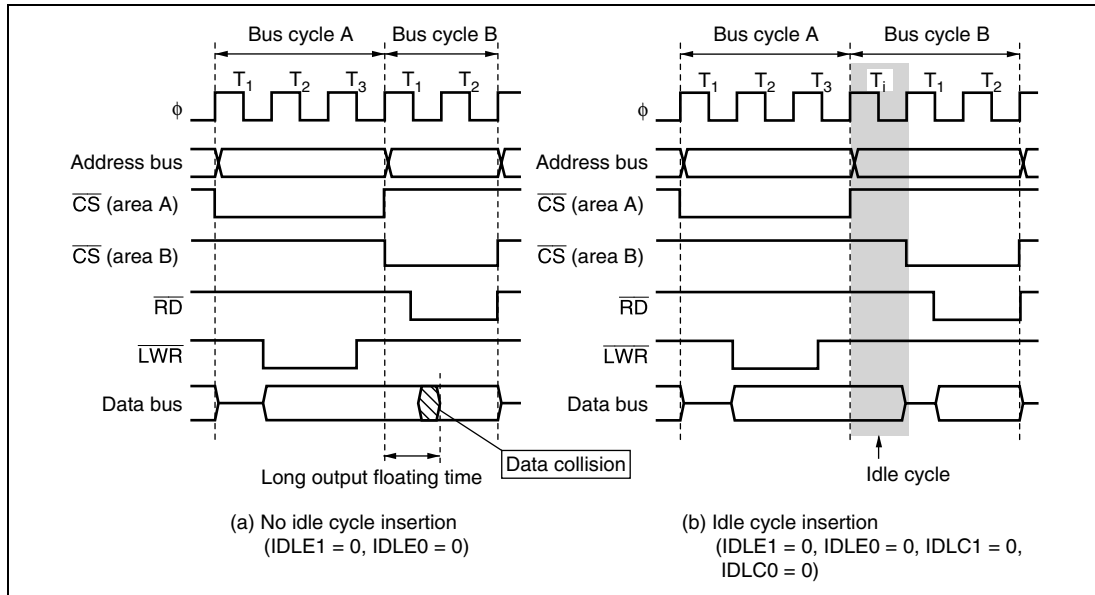 Bus cycle A Bus cycle B
T1 T2 T3 T1 T2
φ
Address bus
CS (area A)
CS (area B)
RD
LWR
Data bus
Long output floating time
Data collision
(a) No idle cycle insertion
(IDLE1 = 0, IDLE0 = 0)
Bus cycle A Bus cycle B
T1 T2 T3 Ti T1 T2
φ
Address bus
CS (area A)
CS (area B)
RD
LWR
Data bus
Idle cycle
(b) Idle cycle insertion
(IDLE1 = 0, IDLE0 = 0, IDLC1 = 0,
IDLC0 = 0)